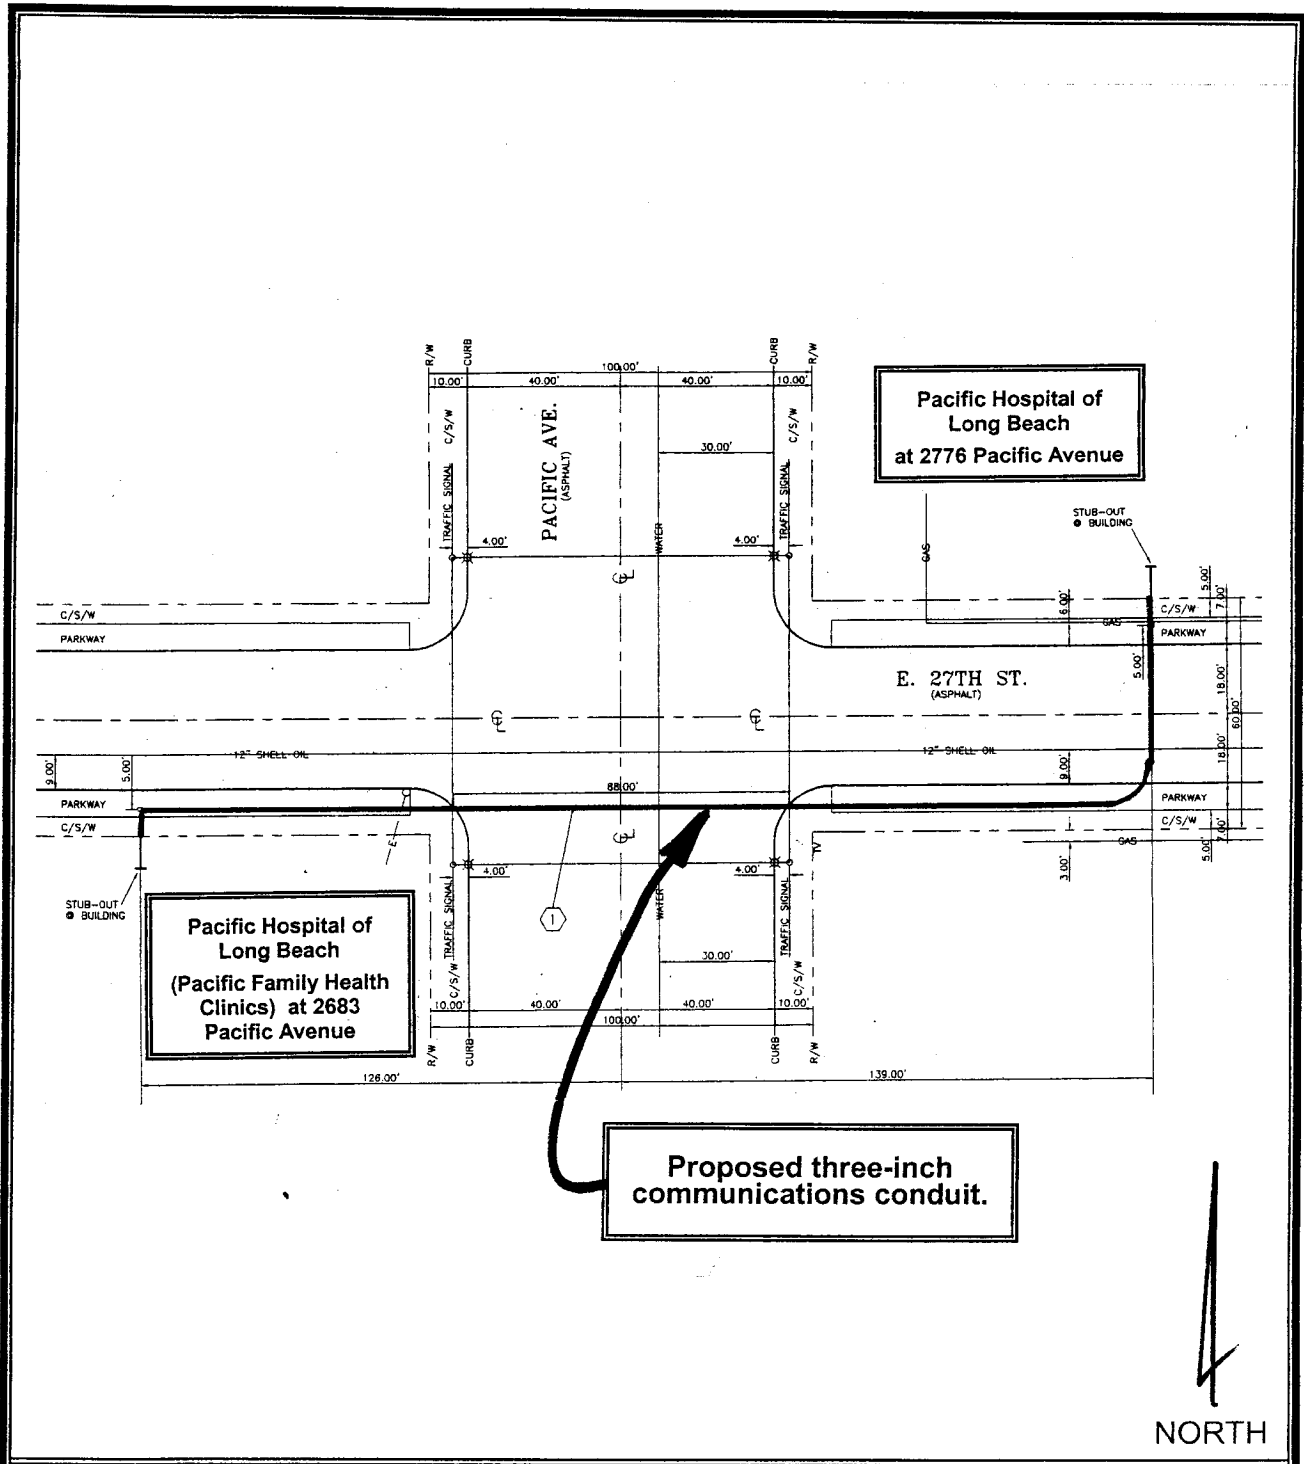 R/W
CURB
CURB
R/W
100.00'
10.00'
40.00'
40.00'
10.00'
C/S/W
PACIFIC AVE.
(ASPHALT)
C/S/W
30.00'
TRAFFIC SIGNAL
TRAFFIC SIGNAL
WATER
4.00'
4.00'
Pacific Hospital of
Long Beach
at 2776 Pacific Avenue
STUB-OUT
@ BUILDING
GAS
C/S/W
PARKWAY
6.00'
5.00'
7.00'
C/S/W
GAS
PARKWAY
5.00'
18.00'
E. 27TH ST.
(ASPHALT)
60.00'
12" SHELL OIL
12" SHELL OIL
9.00'
5.00'
9.00'
18.00'
88.00'
PARKWAY
C/S/W
PARKWAY
C/S/W
E
TV
GAS
7.00'
5.00'
3.00'
4.00'
4.00'
STUB-OUT
@ BUILDING
Pacific Hospital of
Long Beach
(Pacific Family Health
Clinics) at 2683
Pacific Avenue
1
TRAFFIC SIGNAL
WATER
TRAFFIC SIGNAL
30.00'
C/S/W
C/S/W
10.00'
40.00'
40.00'
10.00'
100.00'
R/W
CURB
CURB
R/W
126.00'
139.00'
Proposed three-inch
communications conduit.
NORTH